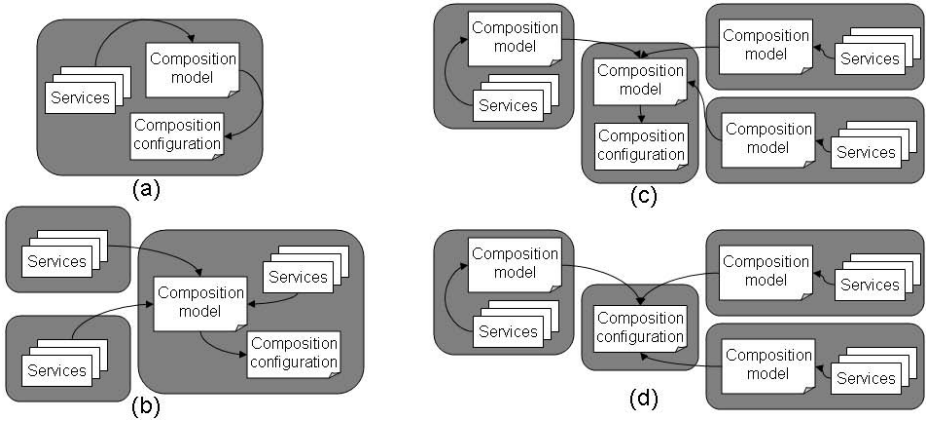 Composition
model
Services
Composition
configuration
(a)
Services
Services
Composition
model
Services
Composition
configuration
(b)
Composition
model
Services
Composition
model
Composition
configuration
Composition
model
Services
Composition
model
Services
(c)
Composition
model
Services
Composition
configuration
Composition
model
Services
Composition
model
Services
(d)